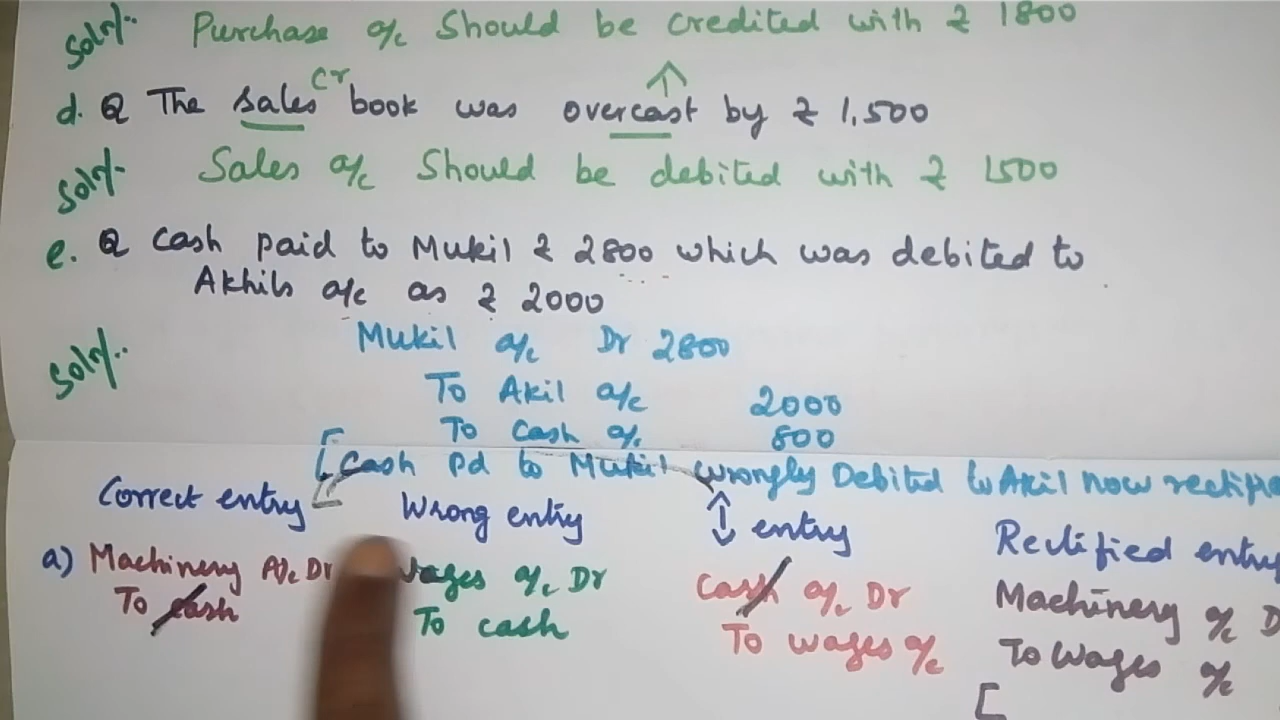 Soln/-. Purchase a/c Should be credited with ₹ 1800
d. Q The sales book was overcast by ₹ 1,500
Cr
Soln/- Sales a/c Should be debited with ₹ 1500
e. Q Cash paid to Mukil ₹ 2800 which was debited to
Akhils a/c as ₹ 2000
Soln/-. Mukil a/c Dr 2800
To Akil a/c 2000
To Cash a/c 800
[Cash Pd to Mukil wrongly Debited to Akil now
Correct entry Wrong entry ↑↓ entry Rectified
a) Machinery A/c Dr Wages a/c Dr Cash a/c Dr Machinery a/c
To Cash To cash To wages a/c To Wages a/c
[